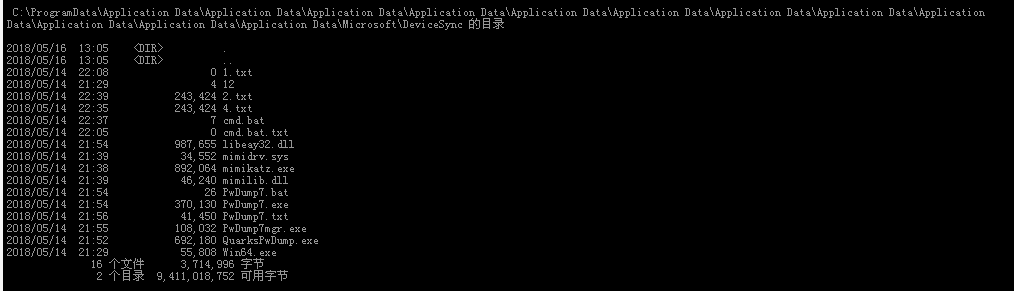 C:\ProgramData\Application Data\Application Data\Application Data\Application Data\Application Data\Application Data\Application Data\Application Data\Application
Data\Application Data\Application Data\Application Data\Microsoft\DeviceSync 的目录
2018/05/16 13:05 <DIR> .
2018/05/16 13:05 <DIR> ..
2018/05/14 22:08 0 1.txt
2018/05/14 21:29 4 12
2018/05/14 22:39 243,424 2.txt
2018/05/14 22:35 243,424 4.txt
2018/05/14 22:37 7 cmd.bat
2018/05/14 22:05 0 cmd.bat.txt
2018/05/14 21:54 987,655 libeay32.dll
2018/05/14 21:39 34,552 mimidrv.sys
2018/05/14 21:38 892,064 mimikatz.exe
2018/05/14 21:39 46,240 mimilib.dll
2018/05/14 21:54 26 PwDump7.bat
2018/05/14 21:54 370,130 PwDump7.exe
2018/05/14 21:56 41,450 PwDump7.txt
2018/05/14 21:55 108,032 PwDump7mgr.exe
2018/05/14 21:52 692,180 QuarksPwDump.exe
2018/05/14 21:29 55,808 Win64.exe
16 个文件 3,714,996 字节
2 个目录 9,411,018,752 可用字节